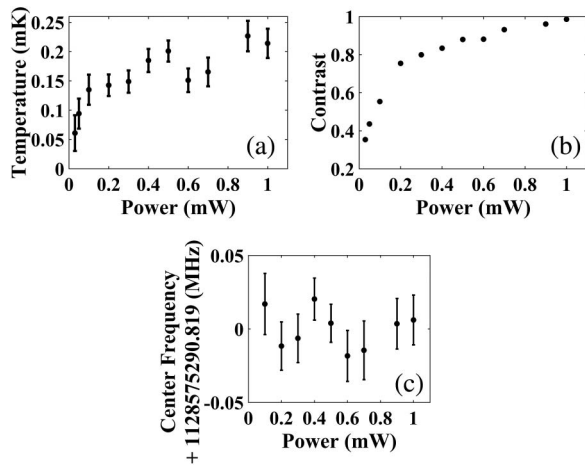 0.25
0.2
0.15
0.1
0.05
0
Temperature (mK)
0 0.2 0.4 0.6 0.8 1
Power (mW)
(a)
1
0.8
0.6
0.4
0.2
Contrast
0 0.2 0.4 0.6 0.8 1
Power (mW)
(b)
0.05
0
-0.05
Center Frequency
+ 1128575290.819 (MHz)
0 0.2 0.4 0.6 0.8 1
Power (mW)
(c)